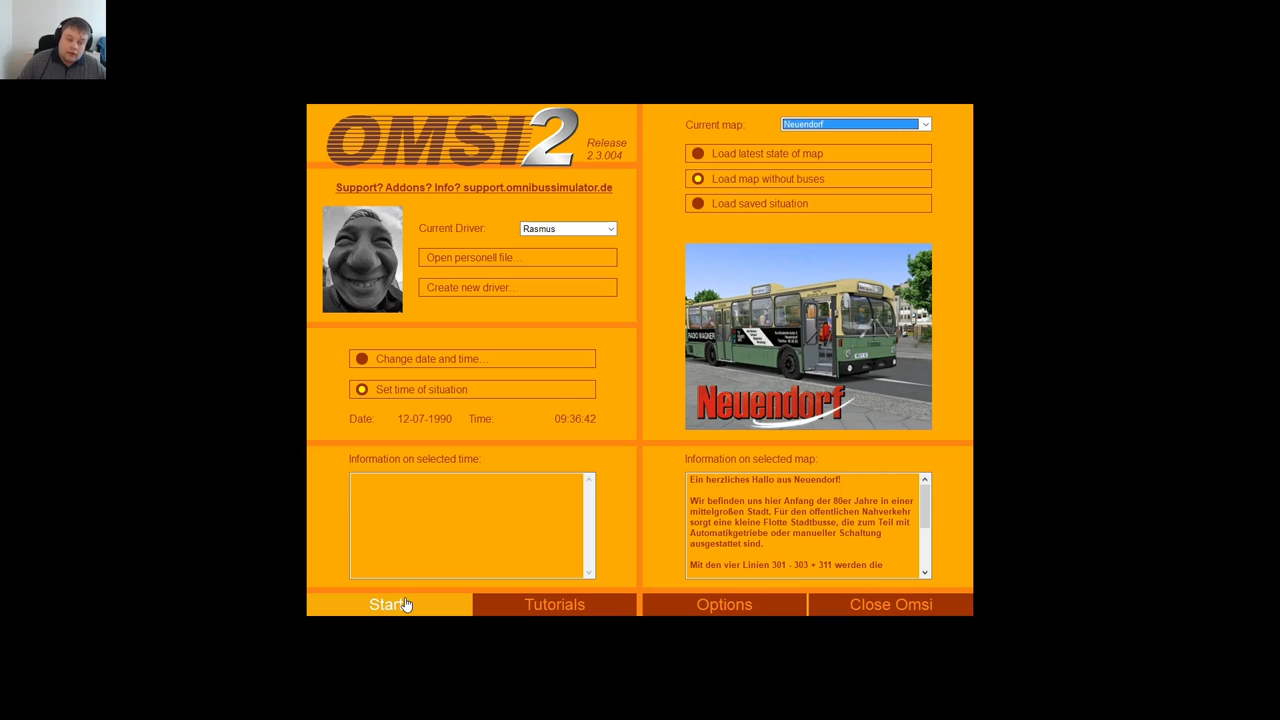 OMSI 2
Release
2.3.004
Support? Addons? Info? support.omnibussimulator.de
Current Driver:
Rasmus
Open personell file...
Create new driver...
Change date and time...
Set time of situation
Date: 12-07-1990 Time: 09:36:42
Information on selected time:
Start
Tutorials
Current map:
Neuendorf
Load latest state of map
Load map without buses
Load saved situation
RADIO WAGNER
Neuendorf
Information on selected map:
Ein herzliches Hallo aus Neuendorf!
Wir befinden uns hier Anfang der 80er Jahre in einer
mittelgroßen Stadt. Für den öffentlichen Nahverkehr
sorgt eine kleine Flotte Stadtbusse, die zum Teil mit
Automatikgetriebe oder manueller Schaltung
ausgestattet sind.
Mit den vier Linien 301 - 303 + 311 werden die
Options
Close Omsi